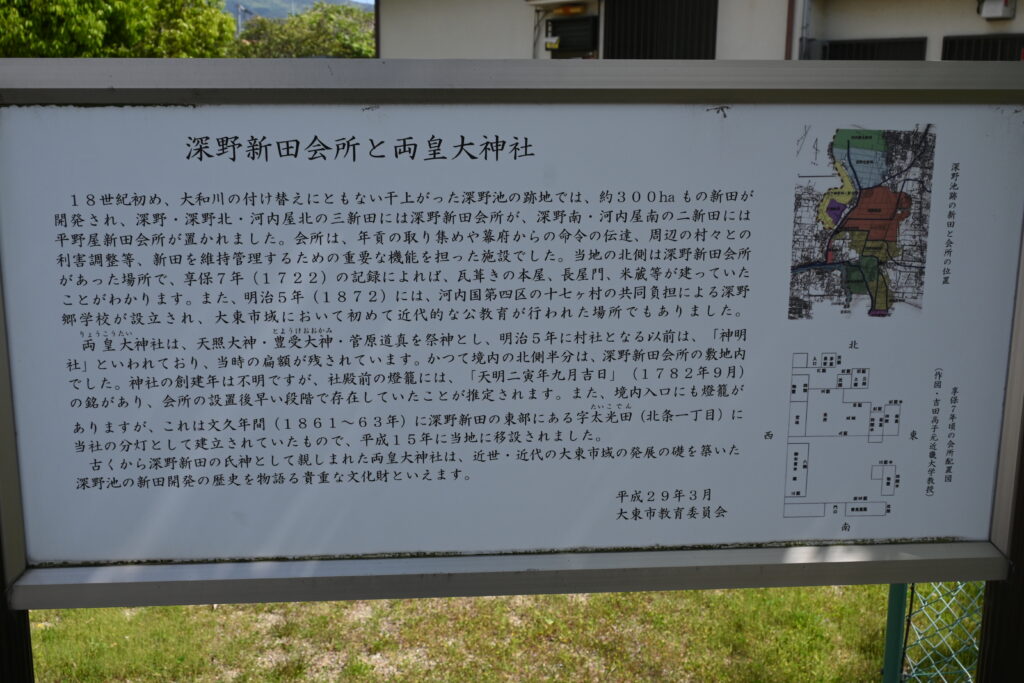 深野新田会所と両皇大神社
18世紀初め、大和川の付け替えにともない干上がった深野池の跡地では、約300haもの新田が
開発され、深野・深野北・河内屋北の三新田には深野新田会所が、深野南・河内屋南の二新田には
平野屋新田会所が置かれました。会所は、年貢の取り集めや幕府からの命令の伝達、周辺の村々との
利害調整等、新田を維持管理するための重要な機能を担った施設でした。当地の北側は深野新田会所
があった場所で、享保7年(1722)の記録によれば、瓦葺きの本屋、長屋門、米蔵等が建っていた
ことがわかります。また、明治5年(1872)には、河内国第四区の十七ヶ村の共同負担による深野
郷学校が設立され、大東市域において初めて近代的な公教育が行われた場所でもありました。
りょうこうたい とようけおおかみ
両皇大神社は、天照大神・豊受大神・菅原道真を祭神とし、明治5年に村社となる以前は、「神明
社」といわれており、当時の扁額が残されています。かつて境内の北側半分は、深野新田会所の敷地内
でした。神社の創建年は不明ですが、社殿前の燈籠には、「天明二寅年九月吉日」(1782年9月)
の銘があり、会所の設置後早い段階で存在していたことが推定されます。また、境内入口にも燈籠が
たいこでん
ありますが、これは文久年間(1861~63年)に深野新田の東部にある字太光田(北条一丁目)に
当社の分灯として建立されていたもので、平成15年に当地に移設されました。
古くから深野新田の氏神として親しまれた両皇大神社は、近世・近代の大東市域の発展の礎を築いた
深野池の新田開発の歴史を物語る貴重な文化財といえます。
平成29年3月
大東市教育委員会
深野池跡の新田と会所の位置
北
西
東
南
享保7年頃の会所配置図
(作図・吉田高子元近畿大学教授)